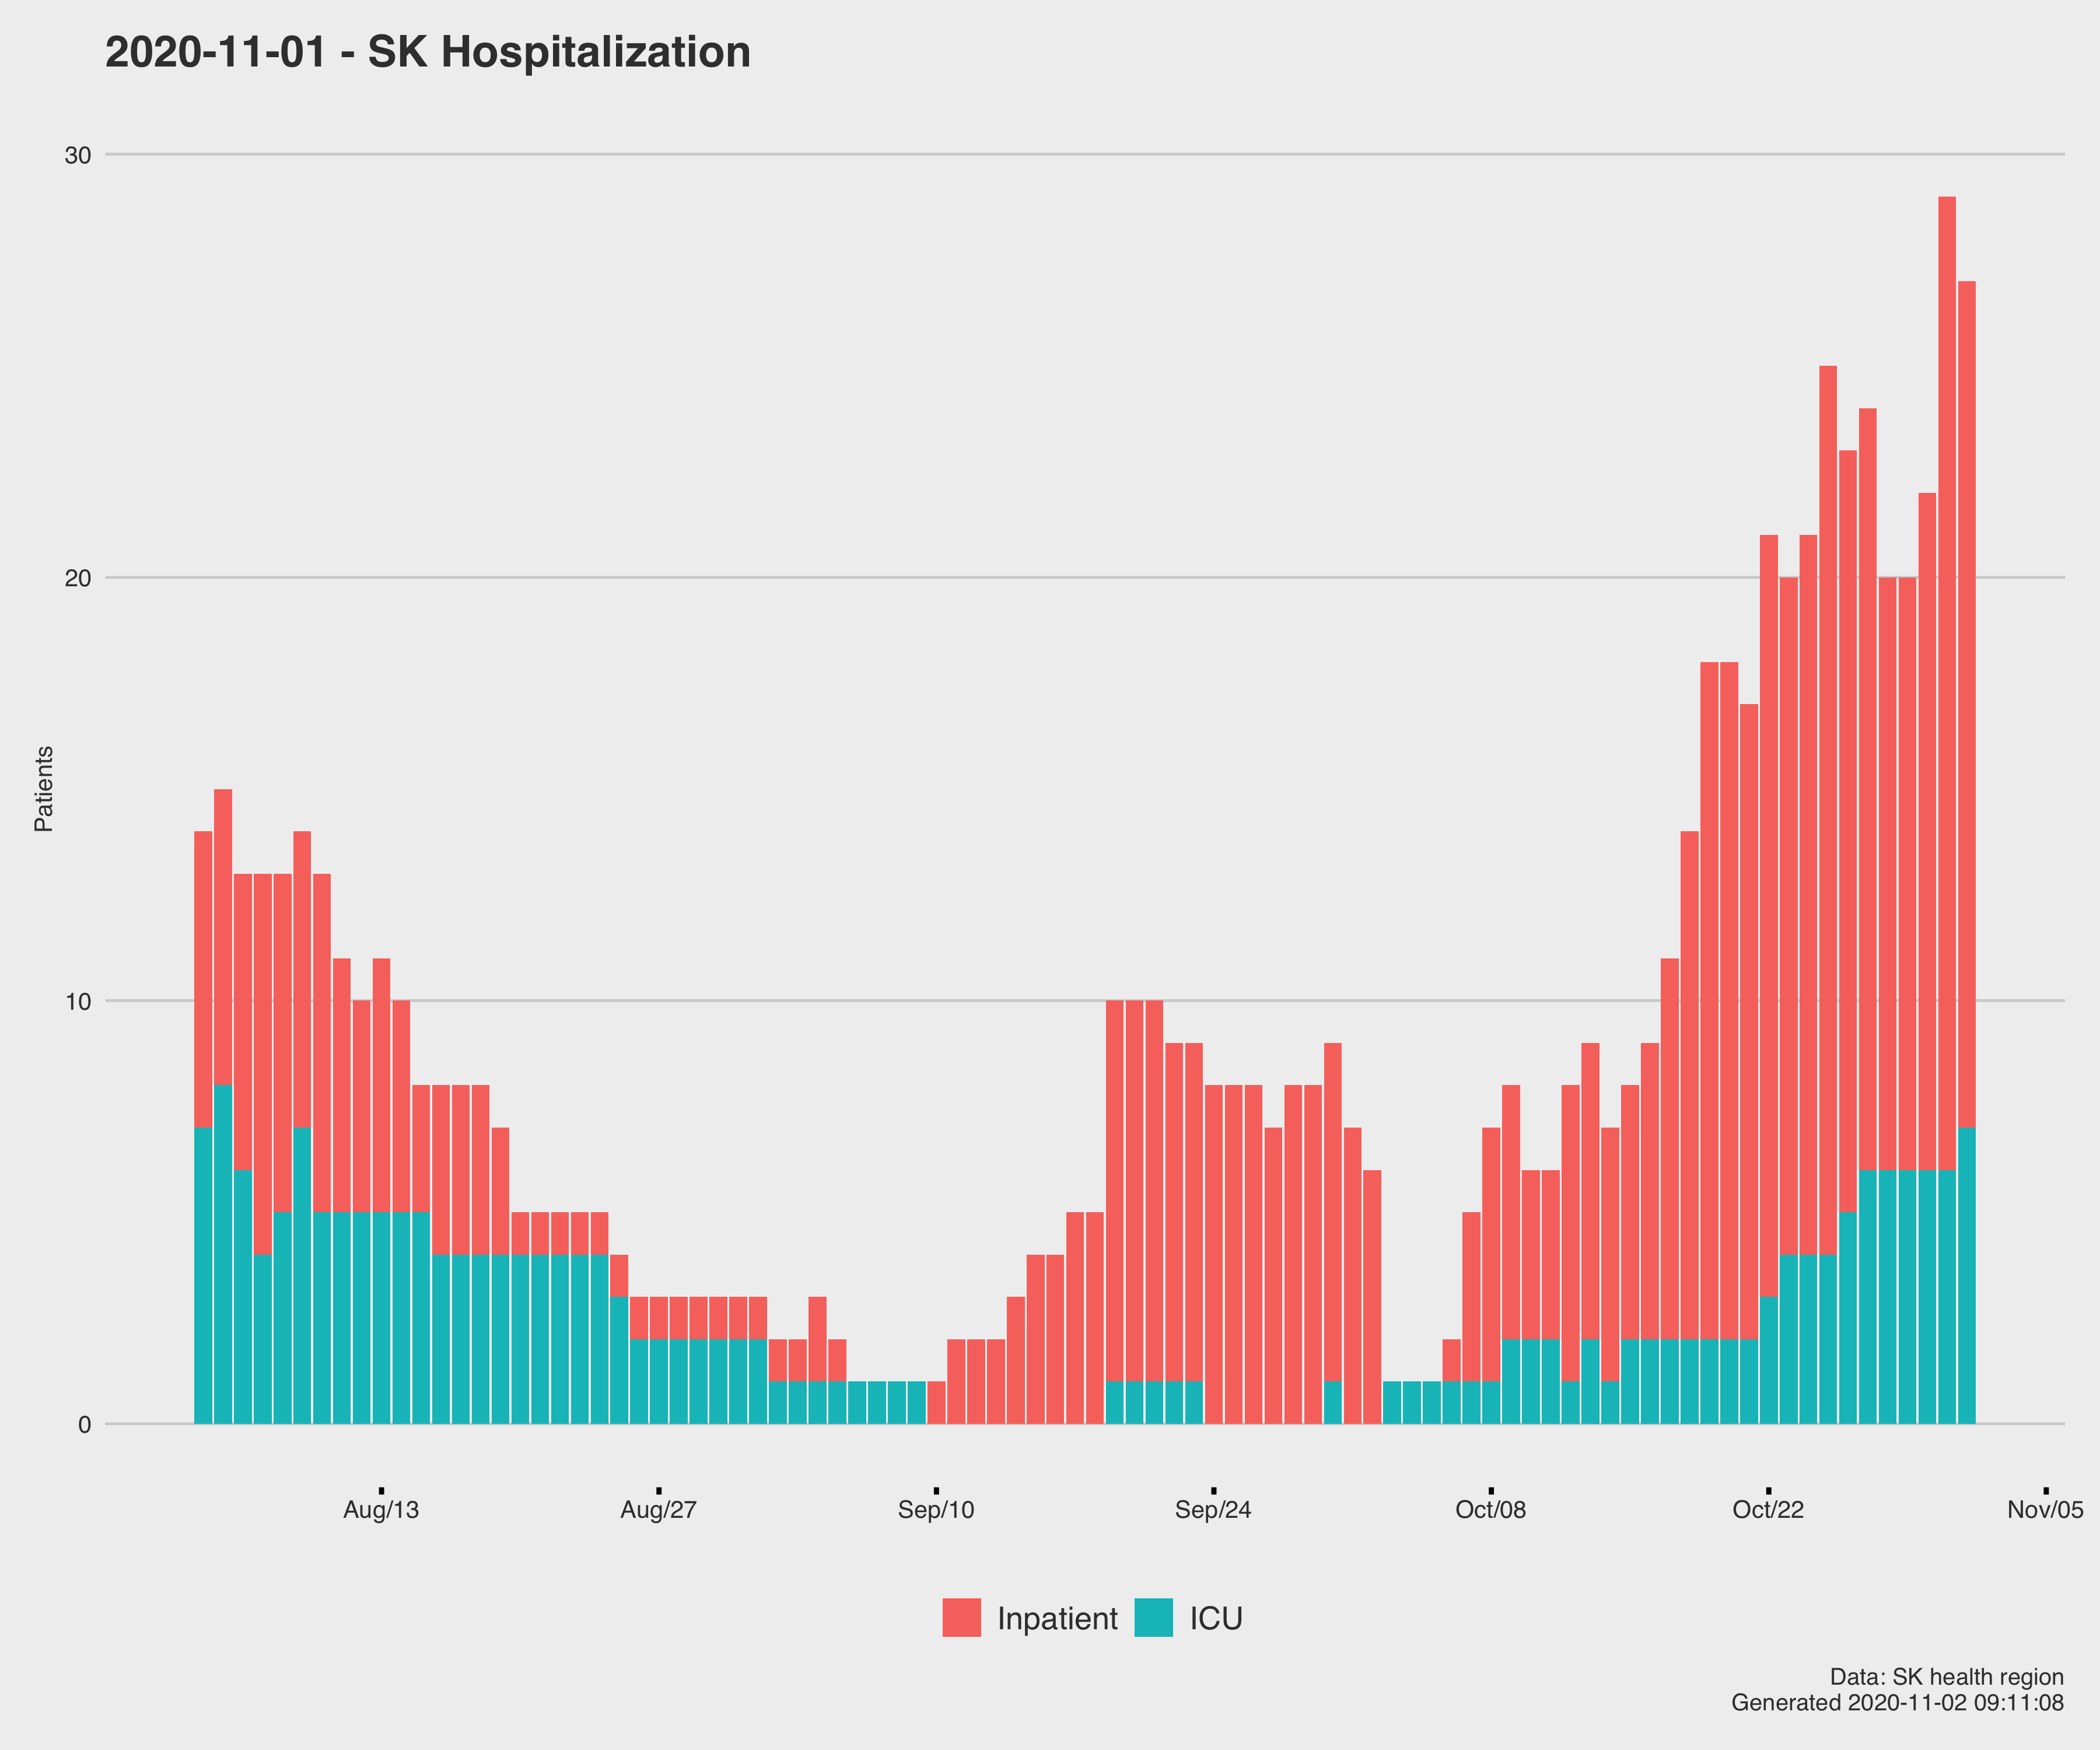 2020-11-01 - SK Hospitalization
30
20
10
0
Patients
Aug/13 Aug/27 Sep/10 Sep/24 Oct/08 Oct/22 Nov/05
Inpatient ICU
Data: SK health region
Generated 2020-11-02 09:11:08